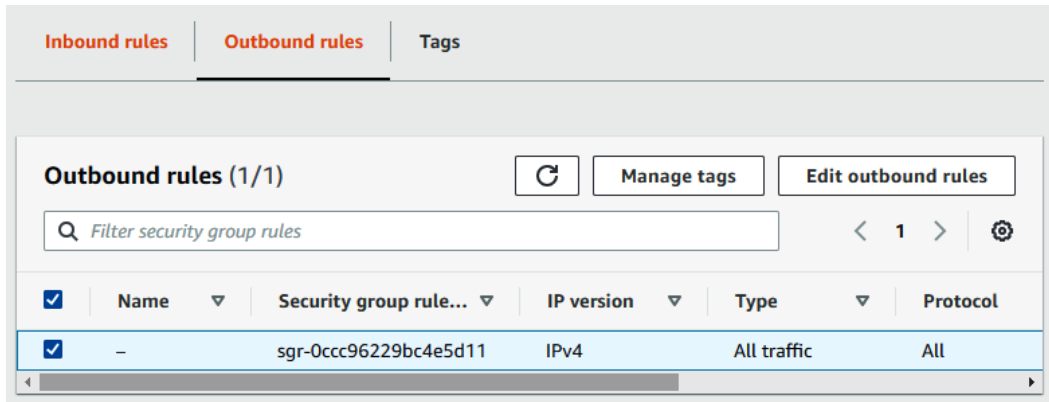 Inbound rules Outbound rules Tags
Outbound rules (1/1) Manage tags Edit outbound rules
Filter security group rules 1
Name Security group rule... IP version Type Protocol
– sgr-0ccc96229bc4e5d11 IPv4 All traffic All